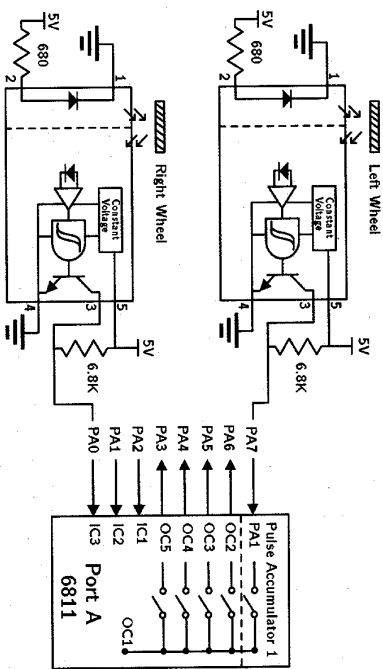 5V
680
2
1
Left Wheel
Constant
Voltage
4
3
5
5V
6.8K
5V
680
2
1
Right Wheel
Constant
Voltage
4
3
5
5V
6.8K
PA7
PA6
PA5
PA4
PA3
PA2
PA1
PA0
Pulse Accumulator 1
PA1
OC2
OC3
OC4
OC5
IC1
IC2
IC3
OC1
Port A
6811